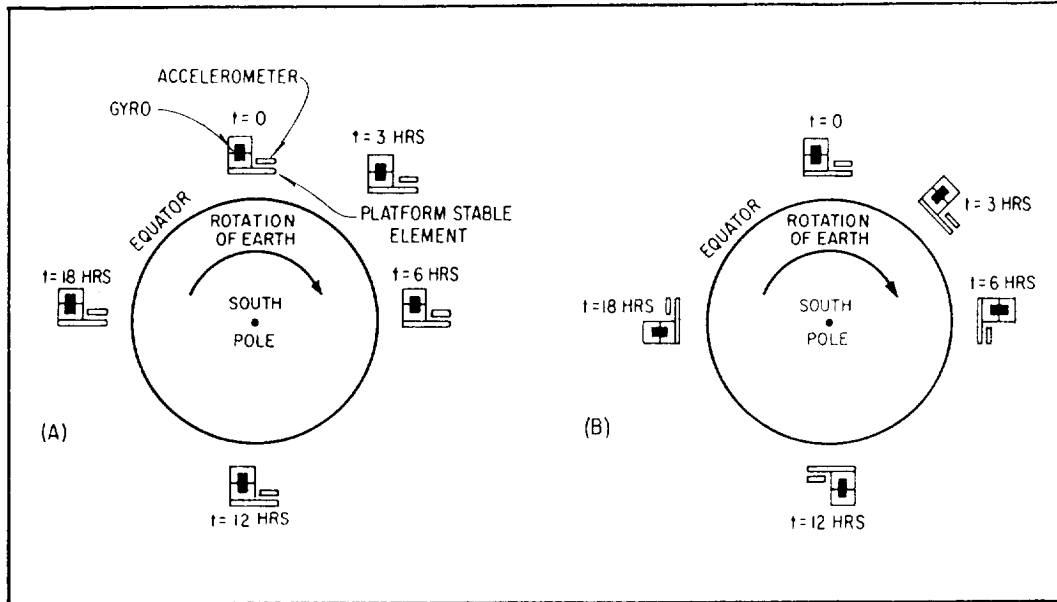 ACCELEROMETER
GYRO
t = 0
t = 3 HRS
PLATFORM STABLE
ELEMENT
EQUATOR
ROTATION
OF EARTH
t = 18 HRS
t = 6 HRS
SOUTH
POLE
(A)
t = 12 HRS
t = 0
t = 3 HRS
EQUATOR
ROTATION
OF EARTH
t = 6 HRS
t = 18 HRS
SOUTH
POLE
(B)
t = 12 HRS